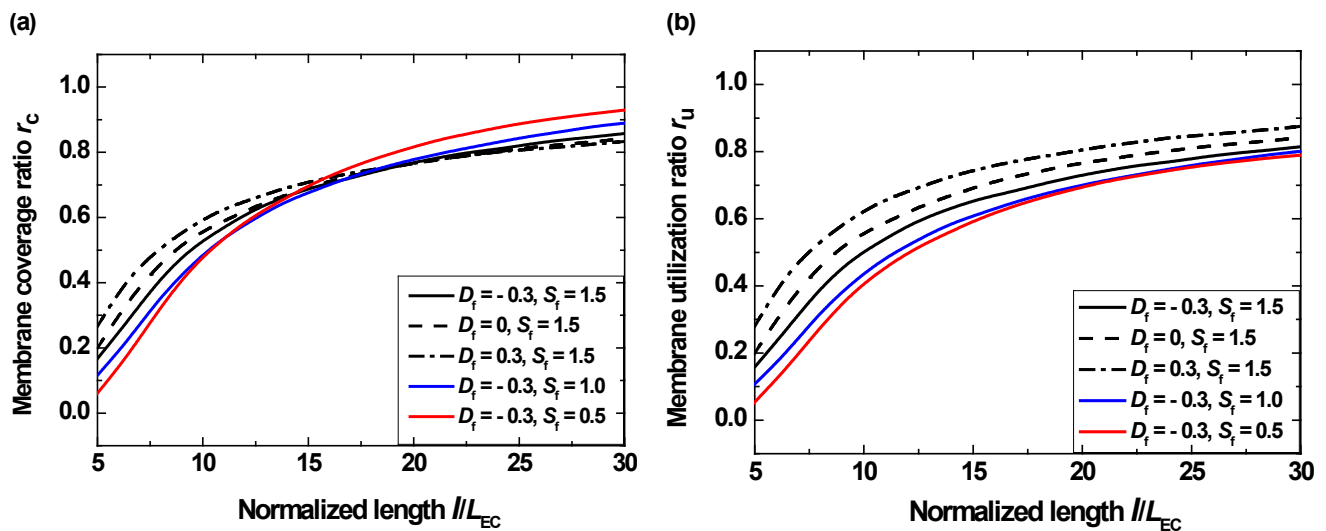 (a)
Membrane coverage ratio r_c
1.0
0.8
0.6
0.4
0.2
0.0
D_f = - 0.3, S_f = 1.5
D_f = 0, S_f = 1.5
D_f = 0.3, S_f = 1.5
D_f = - 0.3, S_f = 1.0
D_f = - 0.3, S_f = 0.5
5 10 15 20 25 30
Normalized length l/L_EC
(b)
Membrane utilization ratio r_u
1.0
0.8
0.6
0.4
0.2
0.0
D_f = - 0.3, S_f = 1.5
D_f = 0, S_f = 1.5
D_f = 0.3, S_f = 1.5
D_f = - 0.3, S_f = 1.0
D_f = - 0.3, S_f = 0.5
5 10 15 20 25 30
Normalized length l/L_EC